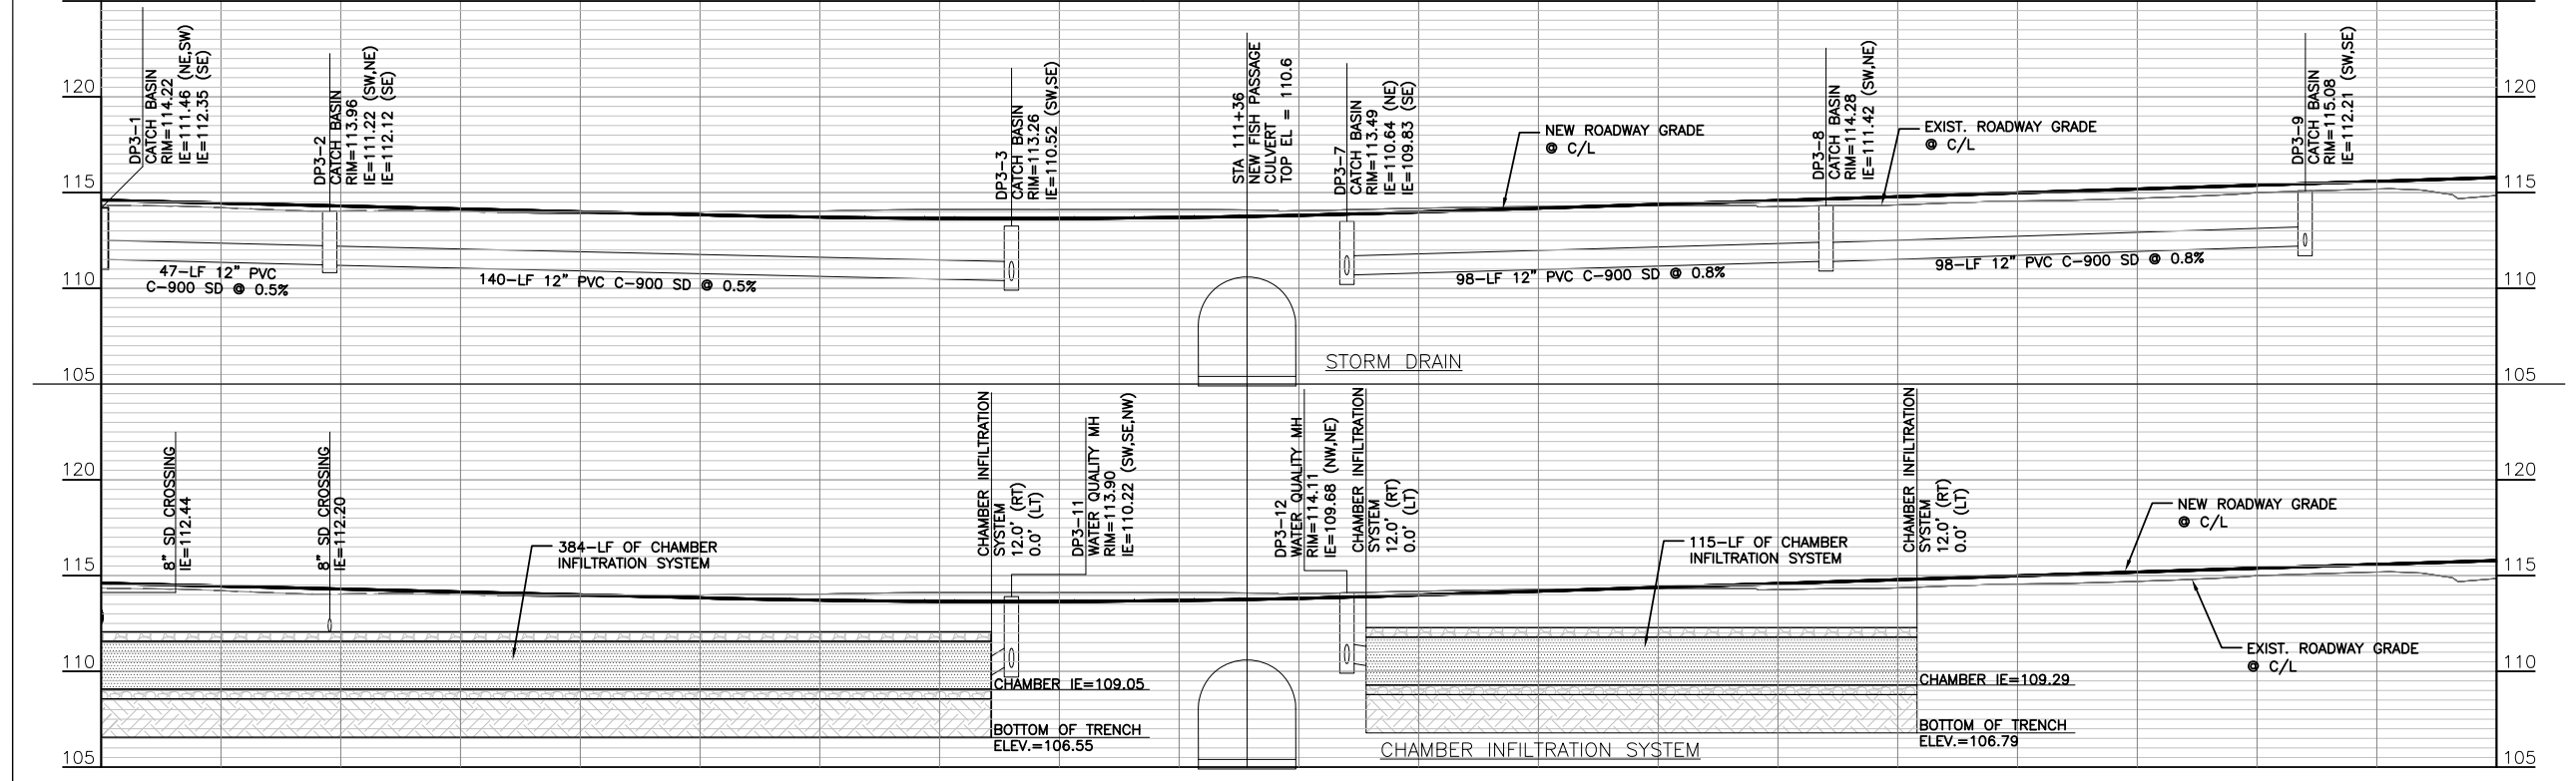 120
115
110
105
DP3-1
CATCH BASIN
RIM=114.22
IE=111.46 (NE,SW)
IE=112.35 (SE)
DP3-2
CATCH BASIN
RIM=113.96
IE=111.22 (SW,NE)
IE=112.12 (SE)
DP3-3
CATCH BASIN
RIM=113.26
IE=110.52 (SW,SE)
STA 111+36
NEW FISH PASSAGE
CULVERT
TOP EL = 110.6
DP3-7
CATCH BASIN
RIM=113.49
IE=110.64 (NE)
IE=109.83 (SE)
NEW ROADWAY GRADE
@ C/L
DP3-8
CATCH BASIN
RIM=114.28
IE=111.42 (SW,NE)
EXIST. ROADWAY GRADE
@ C/L
DP3-9
CATCH BASIN
RIM=115.08
IE=112.21 (SW,SE)
120
115
110
105
47-LF 12" PVC
C-900 SD @ 0.5%
140-LF 12" PVC C-900 SD @ 0.5%
98-LF 12" PVC C-900 SD @ 0.8%
98-LF 12" PVC C-900 SD @ 0.8%
STORM DRAIN
120
115
110
105
8" SD CROSSING
IE=112.44
8" SD CROSSING
IE=112.20
384-LF OF CHAMBER
INFILTRATION SYSTEM
CHAMBER INFILTRATION
SYSTEM
12.0' (RT)
0.0' (LT)
DP3-11
WATER QUALITY MH
RIM=113.90
IE=110.22 (SW,SE,NW)
DP3-12
WATER QUALITY MH
RIM=114.11
IE=109.68 (NW,NE)
CHAMBER INFILTRATION
SYSTEM
12.0' (RT)
0.0' (LT)
115-LF OF CHAMBER
INFILTRATION SYSTEM
CHAMBER INFILTRATION
SYSTEM
12.0' (RT)
0.0' (LT)
NEW ROADWAY GRADE
@ C/L
EXIST. ROADWAY GRADE
@ C/L
CHAMBER IE=109.05
BOTTOM OF TRENCH
ELEV.=106.55
CHAMBER IE=109.29
BOTTOM OF TRENCH
ELEV.=106.79
CHAMBER INFILTRATION SYSTEM
120
115
110
105